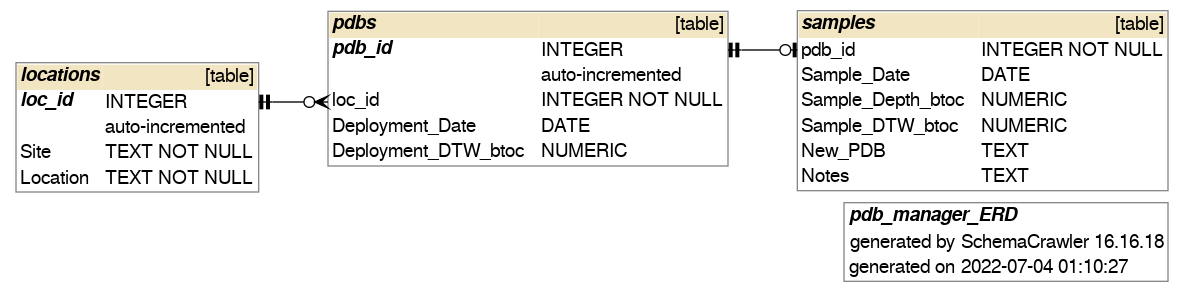 locations [table]
loc_id INTEGER
auto-incremented
Site TEXT NOT NULL
Location TEXT NOT NULL
pdbs [table]
pdb_id INTEGER
auto-incremented
loc_id INTEGER NOT NULL
Deployment_Date DATE
Deployment_DTW_btoc NUMERIC
samples [table]
pdb_id INTEGER NOT NULL
Sample_Date DATE
Sample_Depth_btoc NUMERIC
Sample_DTW_btoc NUMERIC
New_PDB TEXT
Notes TEXT
pdb_manager_ERD
generated by SchemaCrawler 16.16.18
generated on 2022-07-04 01:10:27